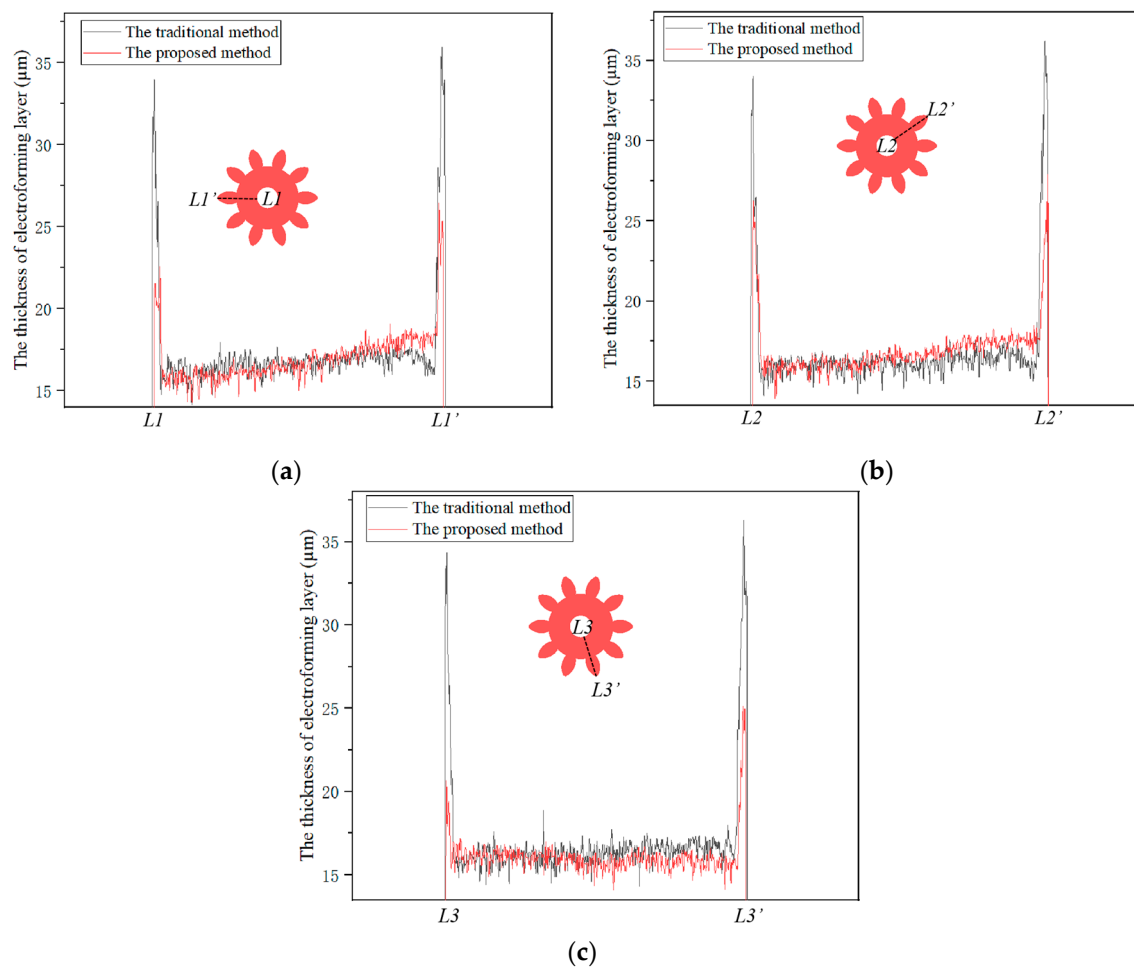 The traditional method
The proposed method
The thickness of electroforming layer (μm)
35
30
25
20
15
L1’
L1
L1
L1’
(a)
The traditional method
The proposed method
The thickness of electroforming layer (μm)
35
30
25
20
15
L2’
L2
L2
L2’
(b)
The traditional method
The proposed method
The thickness of electroforming layer (μm)
35
30
25
20
15
L3
L3’
L3
L3’
(c)